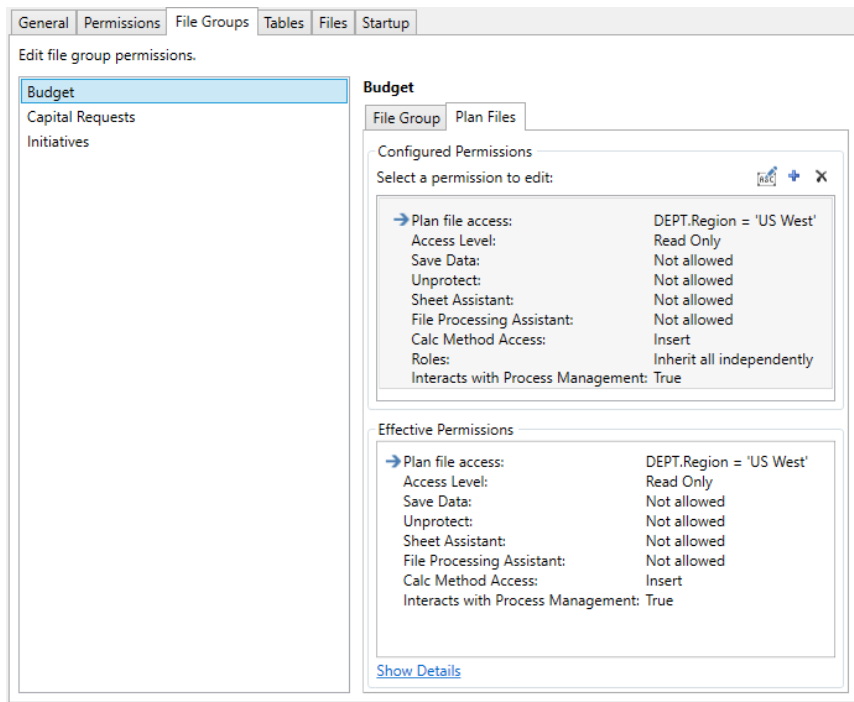 General Permissions File Groups Tables Files Startup
Edit file group permissions.
Budget
Capital Requests
Initiatives
Budget
File Group Plan Files
Configured Permissions
Select a permission to edit:
Plan file access: DEPT.Region = 'US West'
Access Level: Read Only
Save Data: Not allowed
Unprotect: Not allowed
Sheet Assistant: Not allowed
File Processing Assistant: Not allowed
Calc Method Access: Insert
Roles: Inherit all independently
Interacts with Process Management: True
Effective Permissions
Plan file access: DEPT.Region = 'US West'
Access Level: Read Only
Save Data: Not allowed
Unprotect: Not allowed
Sheet Assistant: Not allowed
File Processing Assistant: Not allowed
Calc Method Access: Insert
Interacts with Process Management: True
Show Details